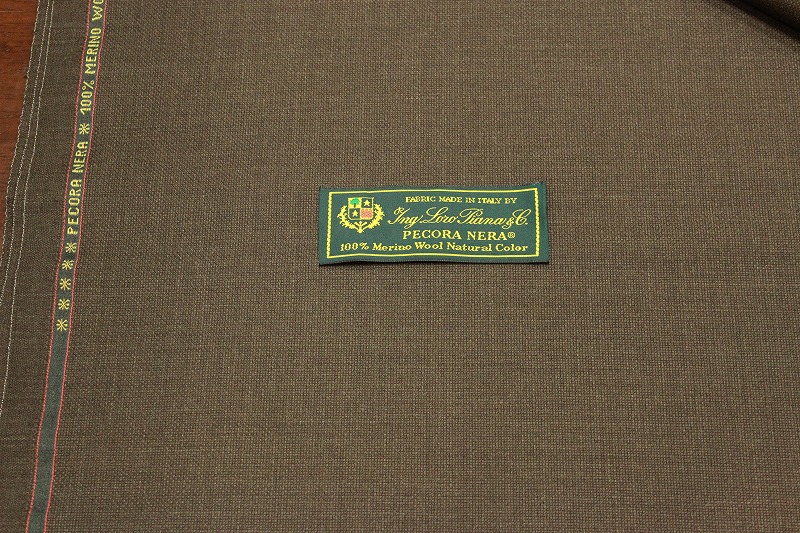 ✳ ✳ ✳ ✳ PECORA NERA ✳ 100% MERINO WO
FABRIC MADE IN ITALY BY
Ing. Loro Piana & C.
PECORA NERA®
100% Merino Wool Natural Color